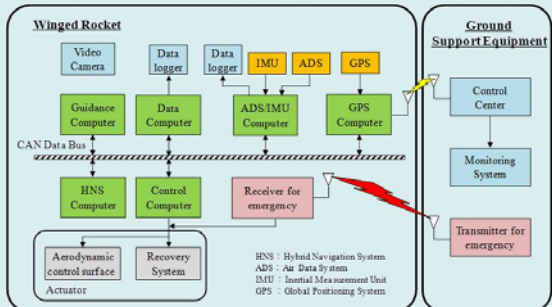 Winged Rocket
Ground
Support Equipment
Video
Camera
Data
logger
Data
logger
IMU
ADS
GPS
Guidance
Computer
Data
Computer
ADS/IMU
Computer
GPS
Computer
Control
Center
CAN Data Bus
Monitoring
System
HNS
Computer
Control
Computer
Receiver for
emergency
Transmitter for
emergency
Aerodynamic
control surface
Recovery
System
Actuator
HNS : Hybrid Navigation System
ADS : Air Data System
IMU : Inertial Measurement Unit
GPS : Global Positioning System